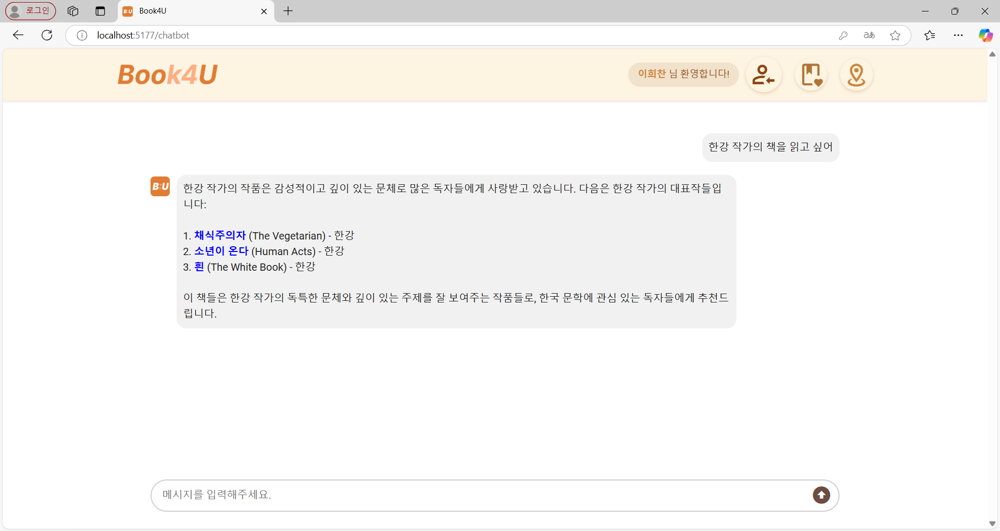 로그인
B:U Book4U
localhost:5177/chatbot
aあ
Book4U
이희찬 님 환영합니다!
한강 작가의 책을 읽고 싶어
B:U
한강 작가의 작품은 감성적이고 깊이 있는 문체로 많은 독자들에게 사랑받고 있습니다. 다음은 한강 작가의 대표작들입
니다:
1. 채식주의자 (The Vegetarian) - 한강
2. 소년이 온다 (Human Acts) - 한강
3. 흰 (The White Book) - 한강
이 책들은 한강 작가의 독특한 문체와 깊이 있는 주제를 잘 보여주는 작품들로, 한국 문학에 관심 있는 독자들에게 추천드
립니다.
메시지를 입력해주세요.